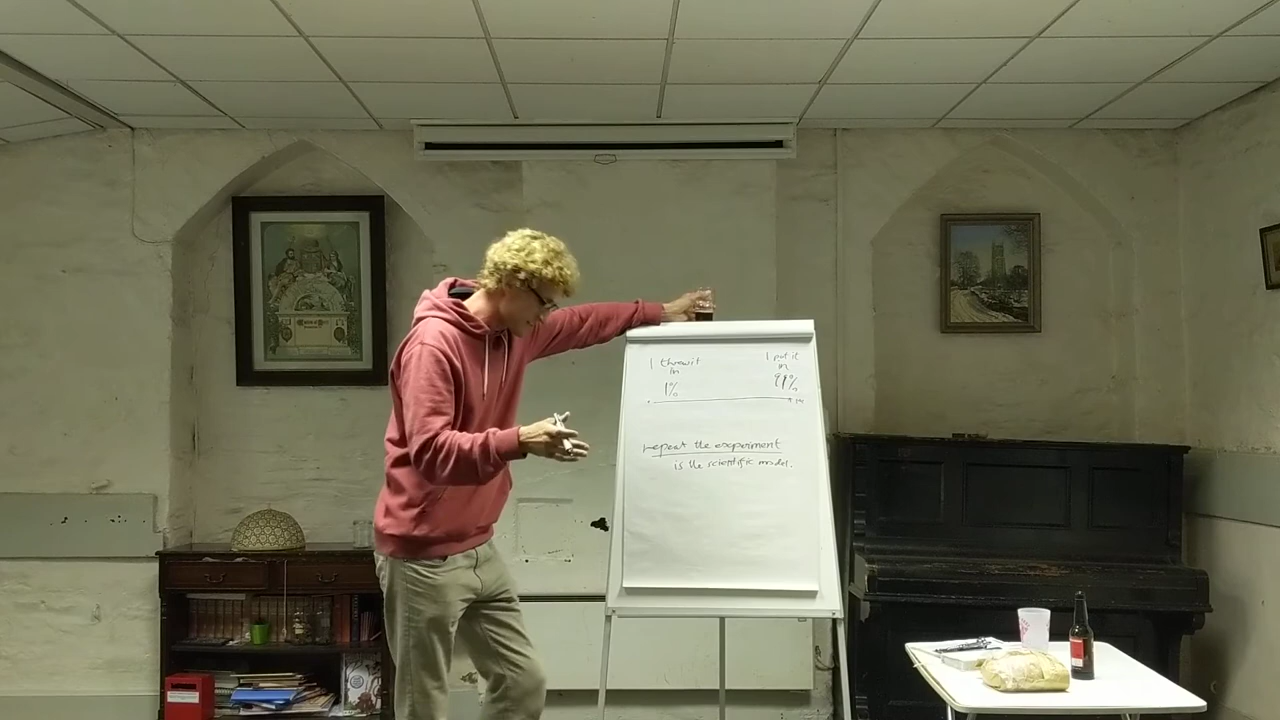 I threw it I put it
in in
1% 99%
repeat the experiment
is the scientific model.